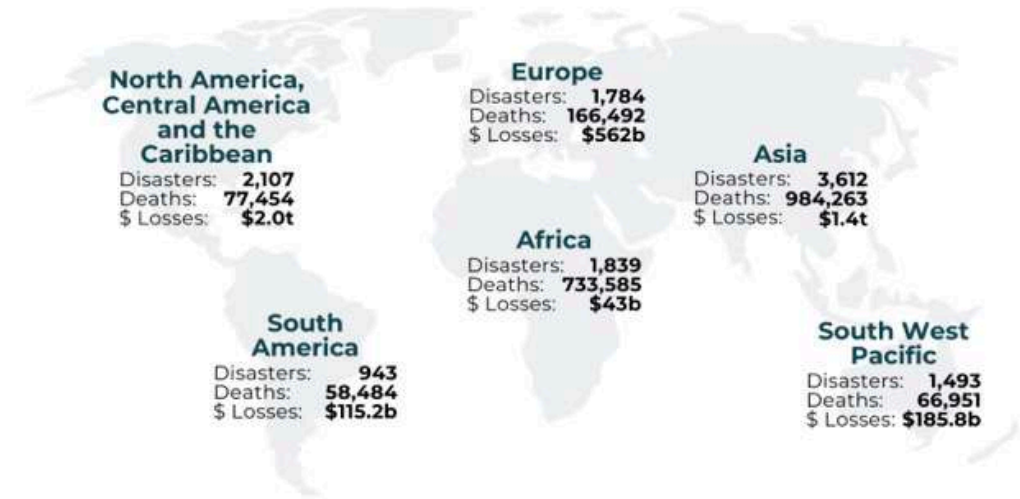 North America,
Central America
and the
Caribbean
Disasters: 2,107
Deaths: 77,454
$ Losses: $2.0t
Europe
Disasters: 1,784
Deaths: 166,492
$ Losses: $562b
Asia
Disasters: 3,612
Deaths: 984,263
$ Losses: $1.4t
Africa
Disasters: 1,839
Deaths: 733,585
$ Losses: $43b
South
America
Disasters: 943
Deaths: 58,484
$ Losses: $115.2b
South West
Pacific
Disasters: 1,493
Deaths: 66,951
$ Losses: $185.8b